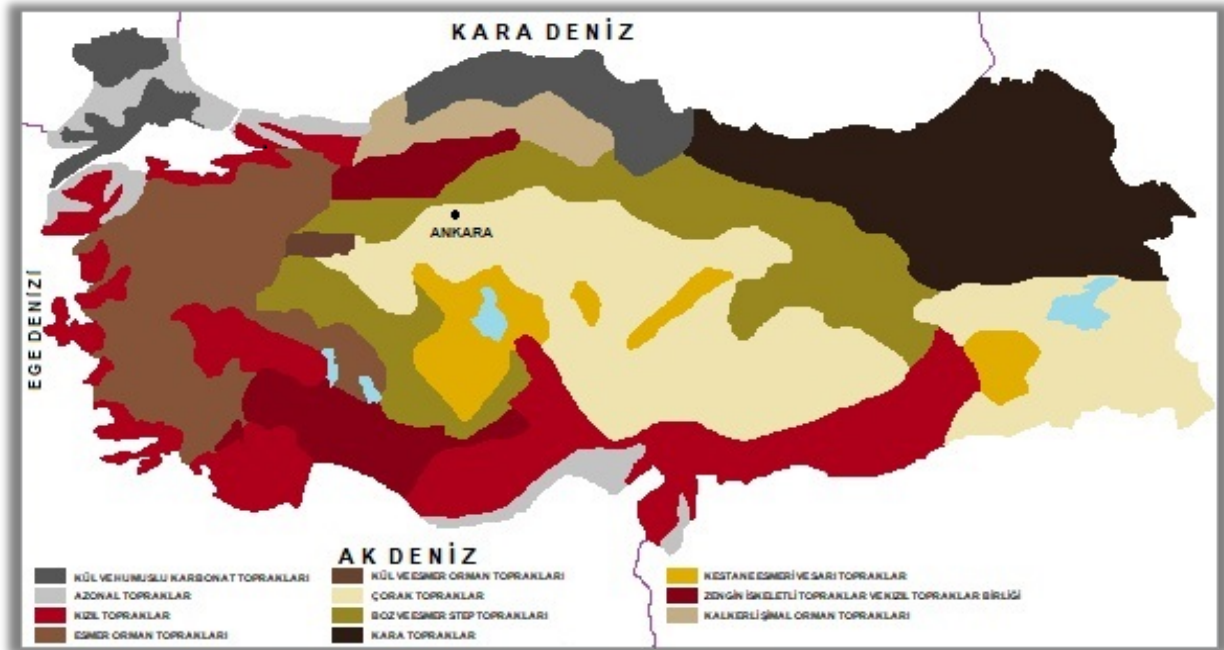 KARA DENİZ
ANKARA
EGE DENİZİ
AK DENİZ
KÜL VE HUMUSLU KARBONAT TOPRAKLARI
AZONAL TOPRAKLAR
KIZIL TOPRAKLAR
ESMER ORMAN TOPRAKLARI
KÜL VE ESMER ORMAN TOPRAKLARI
ÇORAK TOPRAKLAR
BOZ VE ESMER STEP TOPRAKLARI
KARA TOPRAKLAR
KESTANE ESMERİ VE SARI TOPRAKLAR
ZENGİN İSKELETLİ TOPRAKLAR VE KIZIL TOPRAKLAR BİRLİĞİ
KALKERLİ ŞİMAL ORMAN TOPRAKLARI